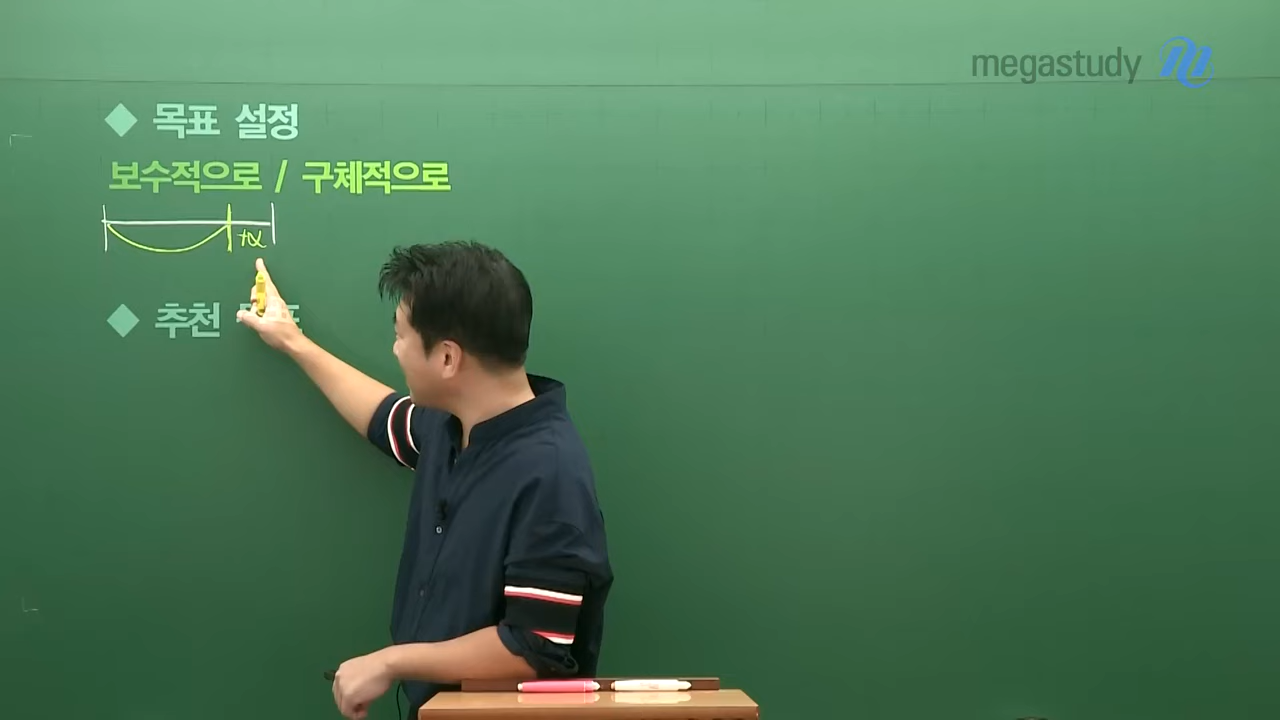 megastudy
◆ 목표 설정
보수적으로 / 구체적으로
+α
◆ 추천